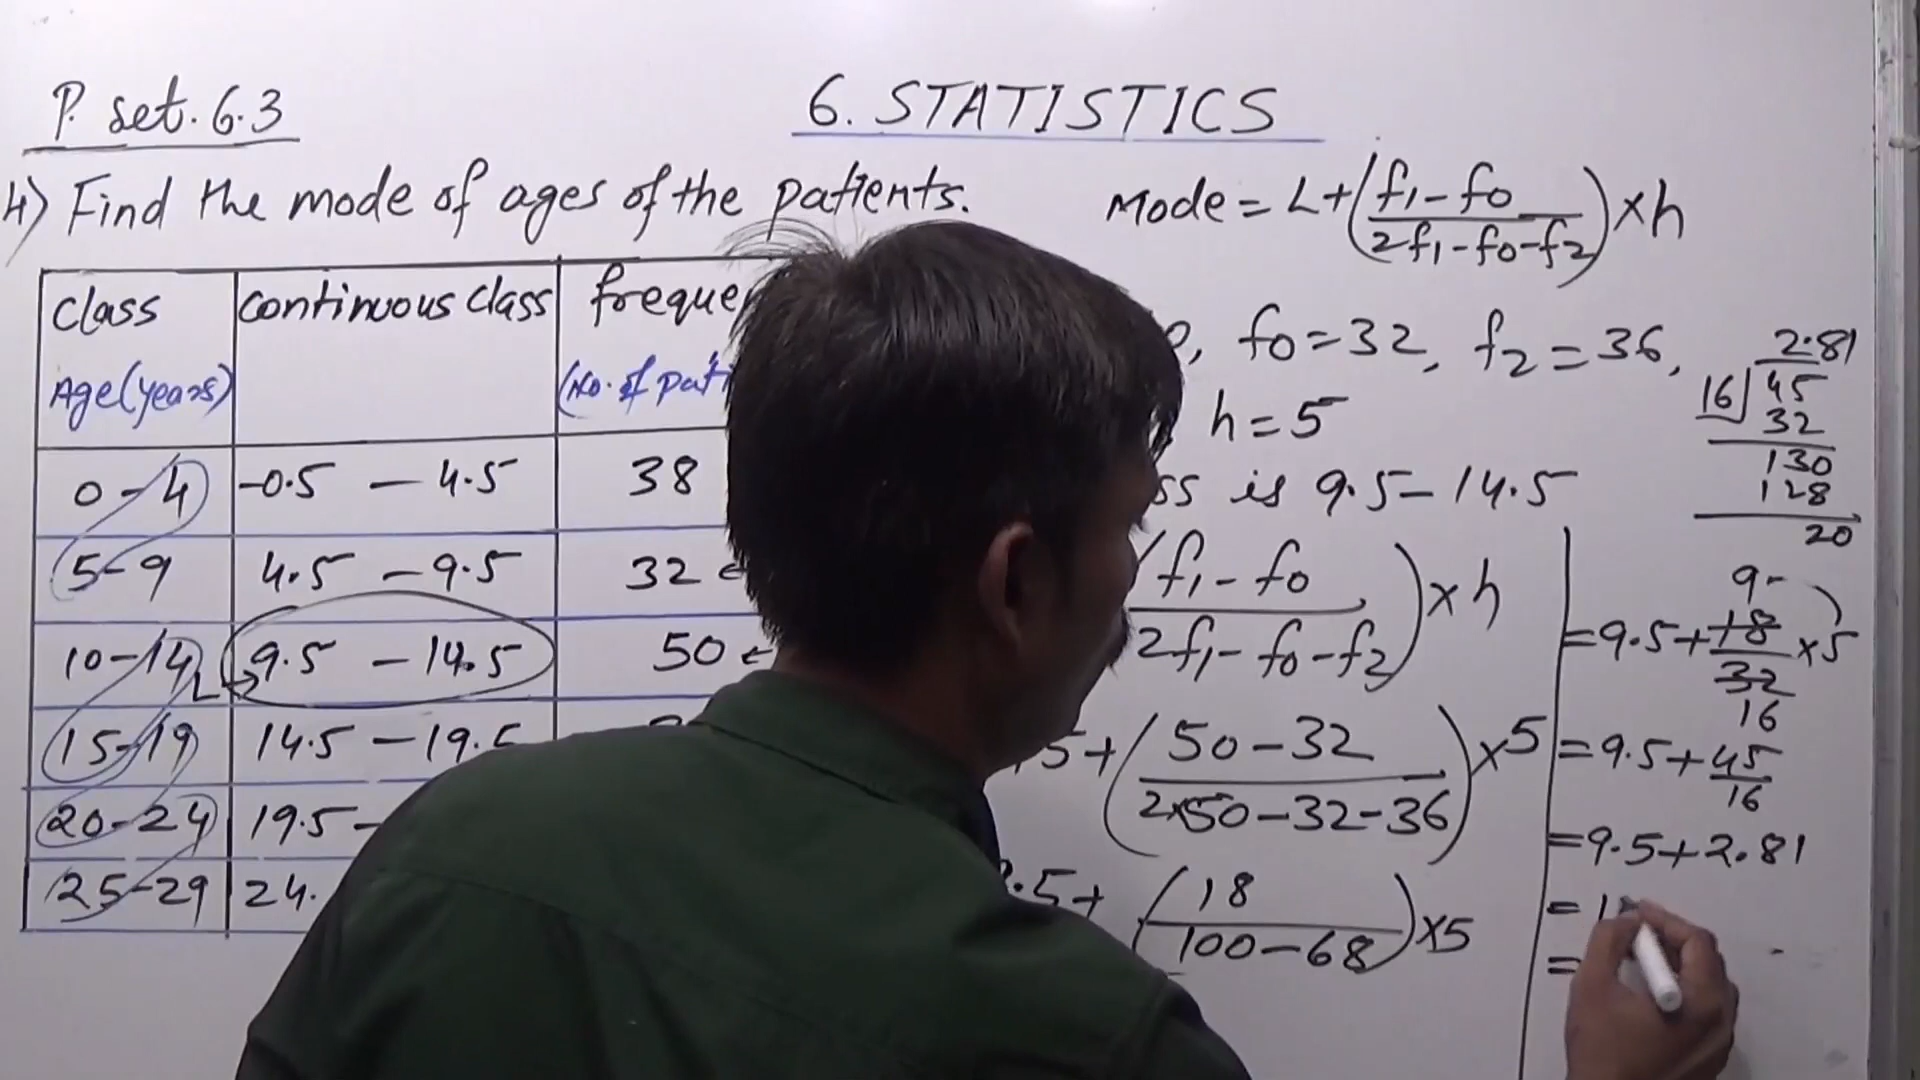 P. set. 6.3
6. STATISTICS
4) Find the mode of ages of the patients.
class
Age (years)
continuous class
(No. of
0 - 4
-0.5 - 4.5
38
5 - 9
4.5 - 9.5
32 ←
10 - 14
L → 9.5 - 14.5
50 ←
15 - 19
14.5 - 19.5
20 - 24
19.5 -
25 - 29
24.
Mode = L + (f1 - f0 / 2f1 - f0 - f2) × h
f0 = 32, f2 = 36,
h = 5
is 9.5 - 14.5
(f1 - f0 / 2f1 - f0 - f2) × h
5 + (50 - 32 / 2×50 - 32 - 36) × 5
.5 + (18 / 100 - 68) × 5
2.81
16 ) 45
32
130
128
20
9
= 9.5 + 18/32 × 5
16
= 9.5 + 45/16
= 9.5 + 2.81
= 1
=